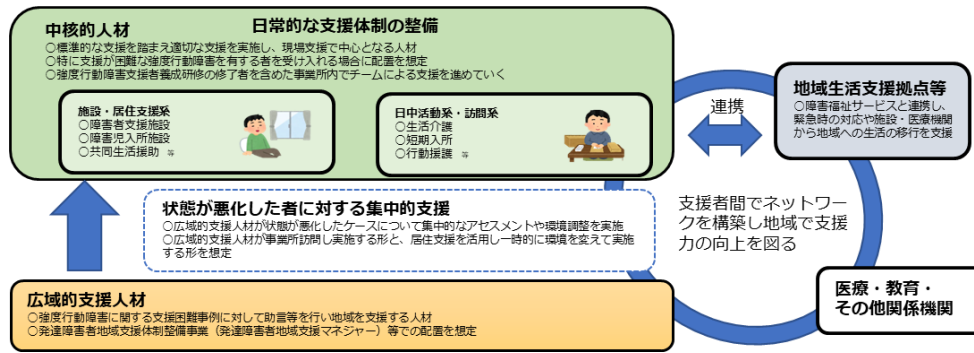 日常的な支援体制の整備
中核的人材
○標準的な支援を踏まえ適切な支援を実施し、現場支援で中心となる人材
○特に支援が困難な強度行動障害を有する者を受け入れる場合に配置を想定
○強度行動障害支援者養成研修の修了者を含めた事業所内でチームによる支援を進めていく
施設・居住支援系
○障害者支援施設
○障害児入所施設
○共同生活援助 等
日中活動系・訪問系
○生活介護
○短期入所
○行動援護 等
連携
地域生活支援拠点等
○障害福祉サービスと連携し、
緊急時の対応や施設・医療機関
から地域への生活の移行を支援
状態が悪化した者に対する集中的支援
○広域的支援人材が状態が悪化したケースについて集中的なアセスメントや環境調整を実施
○広域的支援人材が事業所訪問し実施する形と、居住支援を活用し一時的に環境を変えて実施
する形を想定
支援者間でネットワー
クを構築し地域で支援
力の向上を図る
広域的支援人材
○強度行動障害に関する支援困難事例に対して助言等を行い地域を支援する人材
○発達障害者地域支援体制整備事業（発達障害者地域支援マネジャー）等での配置を想定
医療・教育・
その他関係機関